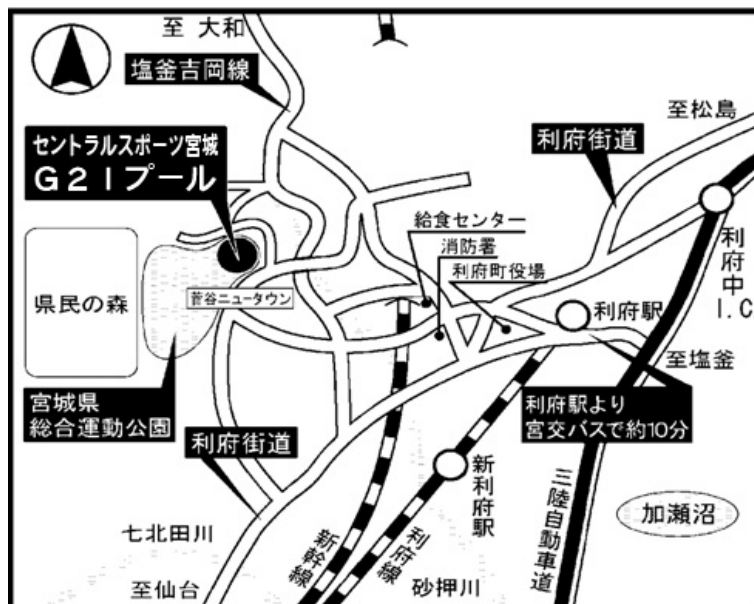 至 大和
塩釜吉岡線
セントラルスポーツ宮城
G21プール
至松島
利府街道
給食センター
消防署
利府町役場
利府中I.C
県民の森
菅谷ニュータウン
利府駅
至塩釜
宮城県
総合運動公園
利府街道
利府駅より
宮交バスで約10分
新利府駅
七北田川
新幹線
利府線
三陸自動車道
加瀬沼
至仙台
砂押川